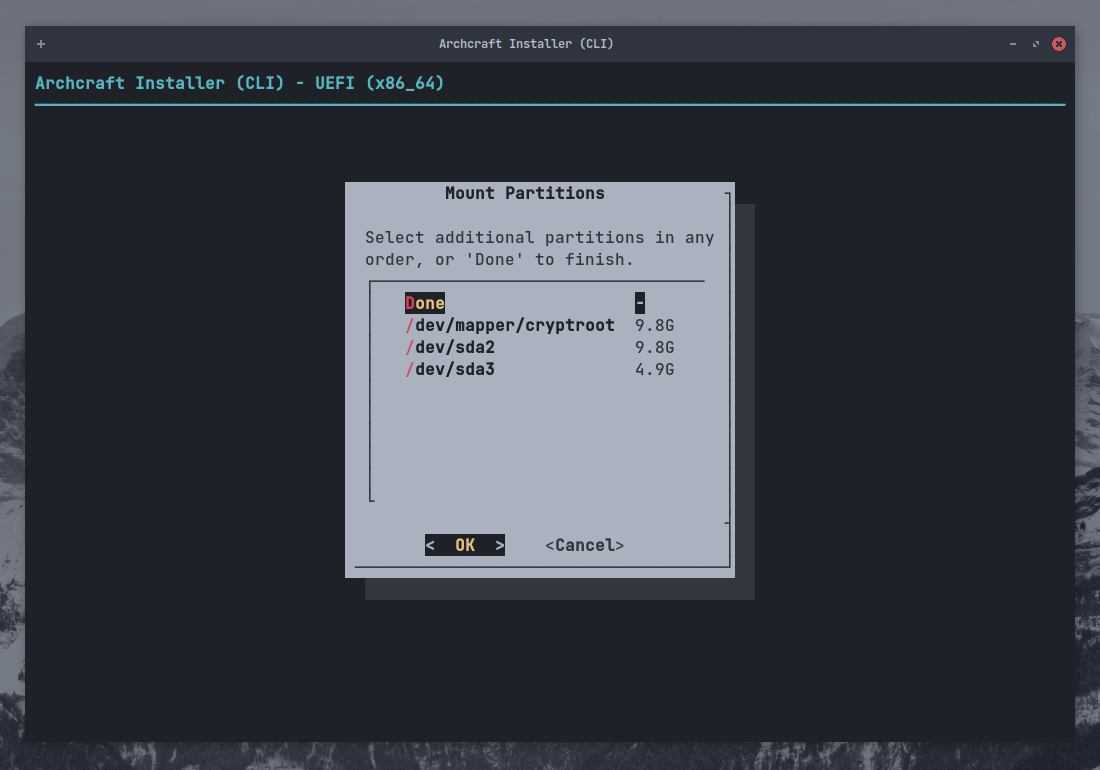 Archcraft Installer (CLI)
Archcraft Installer (CLI) - UEFI (x86_64)
Mount Partitions
Select additional partitions in any
order, or 'Done' to finish.
Done -
/dev/mapper/cryptroot 9.8G
/dev/sda2 9.8G
/dev/sda3 4.9G
< OK > <Cancel>